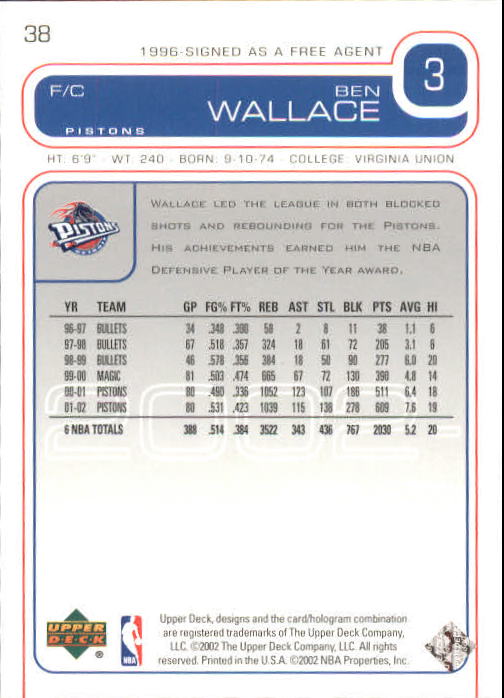 38
1996-SIGNED AS A FREE AGENT
3
F/C
BEN
WALLACE
PISTONS
HT: 6'9" · WT: 240 · BORN: 9-10-74 · COLLEGE: VIRGINIA UNION
PISTONS
WALLACE LED THE LEAGUE IN BOTH BLOCKED
SHOTS AND REBOUNDING FOR THE PISTONS.
HIS ACHIEVEMENTS EARNED HIM THE NBA
DEFENSIVE PLAYER OF THE YEAR AWARD.
YR TEAM GP FG% FT% REB AST STL BLK PTS AVG HI
96-97 BULLETS 34 .348 .300 58 2 8 11 38 1.1 6
97-98 BULLETS 67 .518 .357 324 18 61 72 205 3.1 6
98-99 BULLETS 46 .578 .356 384 18 50 90 277 6.0 20
99-00 MAGIC 81 .503 .474 665 67 72 130 390 4.8 14
00-01 PISTONS 80 .490 .336 1052 123 107 186 511 6.4 18
01-02 PISTONS 80 .531 .423 1039 115 138 278 609 7.6 19
6 NBA TOTALS 388 .514 .384 3522 343 436 767 2030 5.2 20
2002-
UPPER
DECK
®
NBA
Upper Deck, designs and the card/hologram combination
are registered trademarks of The Upper Deck Company,
LLC. ©2002 The Upper Deck Company, LLC. All rights
reserved. Printed in the U.S.A. ©2002 NBA Properties, Inc.